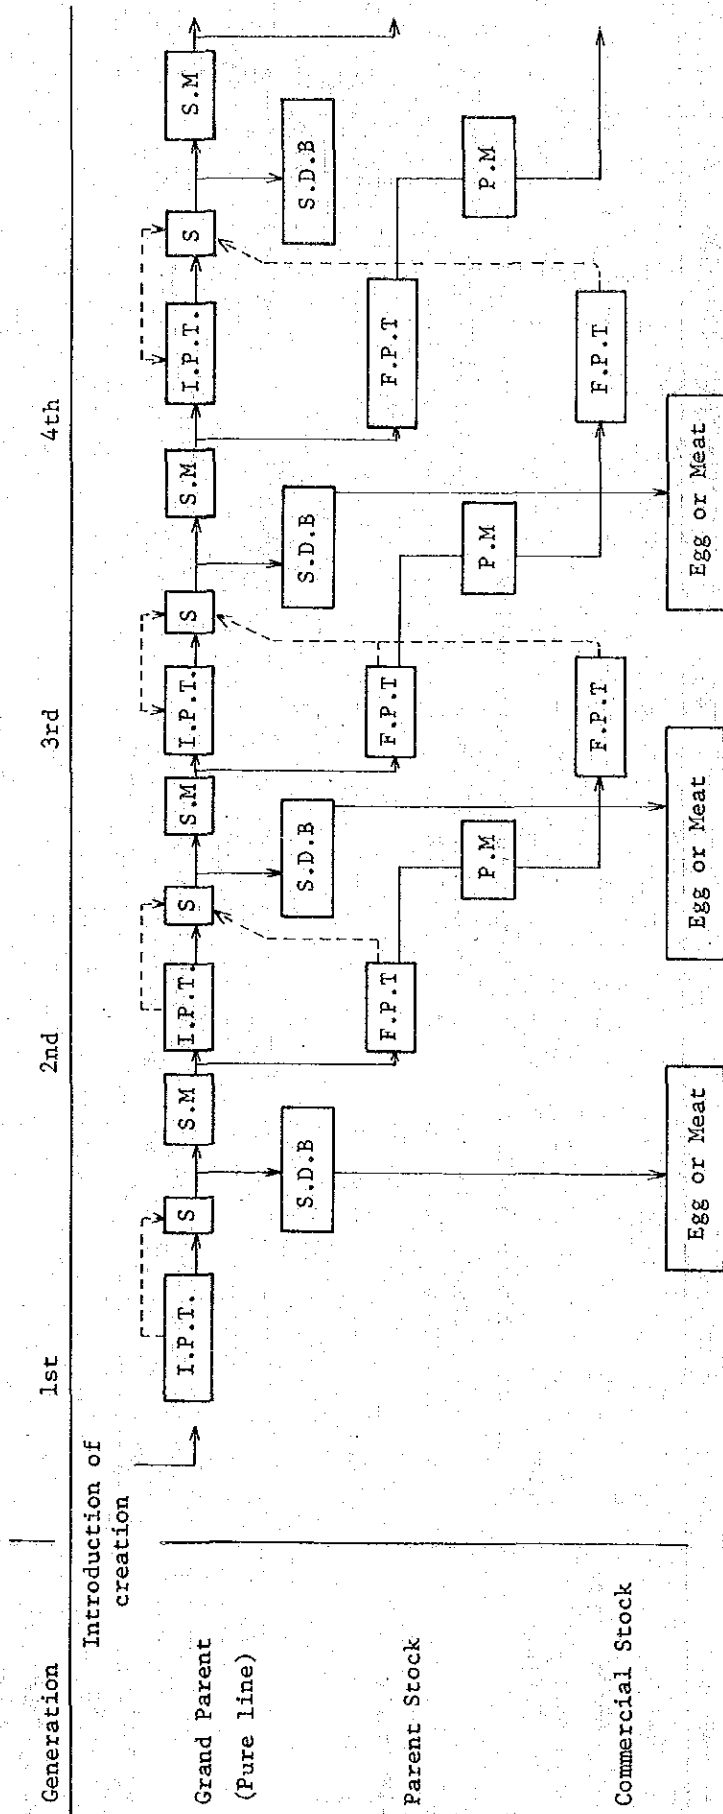 Generation 1st 2nd 3rd 4th
Introduction of
creation
Grand Parent
(Pure line)
I.P.T. S S.M I.P.T. S S.M I.P.T. S S.M I.P.T. S S.M
S.D.B S.D.B S.D.B S.D.B
Parent Stock
F.P.T F.P.T F.P.T
P.M P.M P.M
Commercial Stock
F.P.T F.P.T
Egg or Meat Egg or Meat Egg or Meat